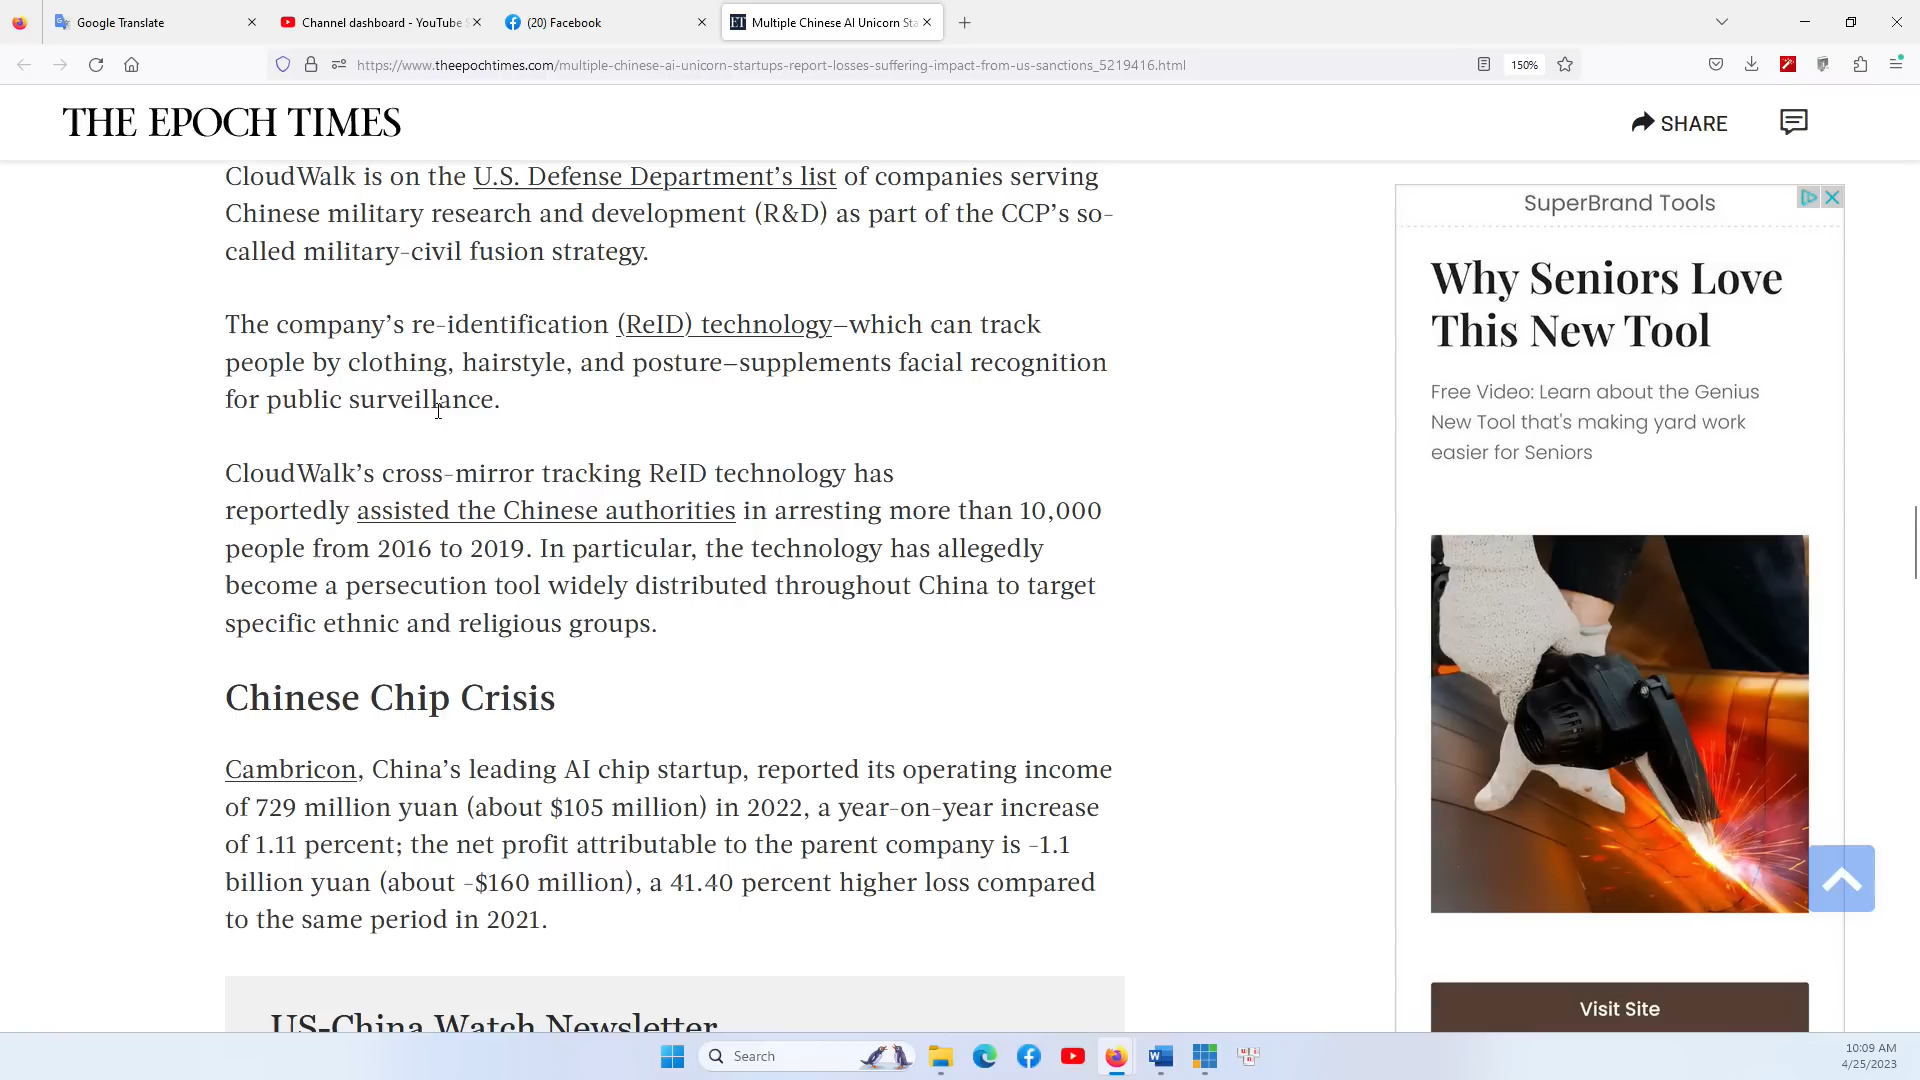 Google Translate
Channel dashboard - YouTube S
(20) Facebook
Multiple Chinese AI Unicorn Sta
https://www.theepochtimes.com/multiple-chinese-ai-unicorn-startups-report-losses-suffering-impact-from-us-sanctions_5219416.html
150%
THE EPOCH TIMES
SHARE
CloudWalk is on the U.S. Defense Department’s list of companies serving
Chinese military research and development (R&D) as part of the CCP’s so-
called military-civil fusion strategy.
The company’s re-identification (ReID) technology—which can track
people by clothing, hairstyle, and posture—supplements facial recognition
for public surveillance.
CloudWalk’s cross-mirror tracking ReID technology has
reportedly assisted the Chinese authorities in arresting more than 10,000
people from 2016 to 2019. In particular, the technology has allegedly
become a persecution tool widely distributed throughout China to target
specific ethnic and religious groups.
Chinese Chip Crisis
Cambricon, China’s leading AI chip startup, reported its operating income
of 729 million yuan (about $105 million) in 2022, a year-on-year increase
of 1.11 percent; the net profit attributable to the parent company is -1.1
billion yuan (about -$160 million), a 41.40 percent higher loss compared
to the same period in 2021.
US-China Watch Newsletter
SuperBrand Tools
Why Seniors Love
This New Tool
Free Video: Learn about the Genius
New Tool that's making yard work
easier for Seniors
Visit Site
Search
10:09 AM
4/25/2023